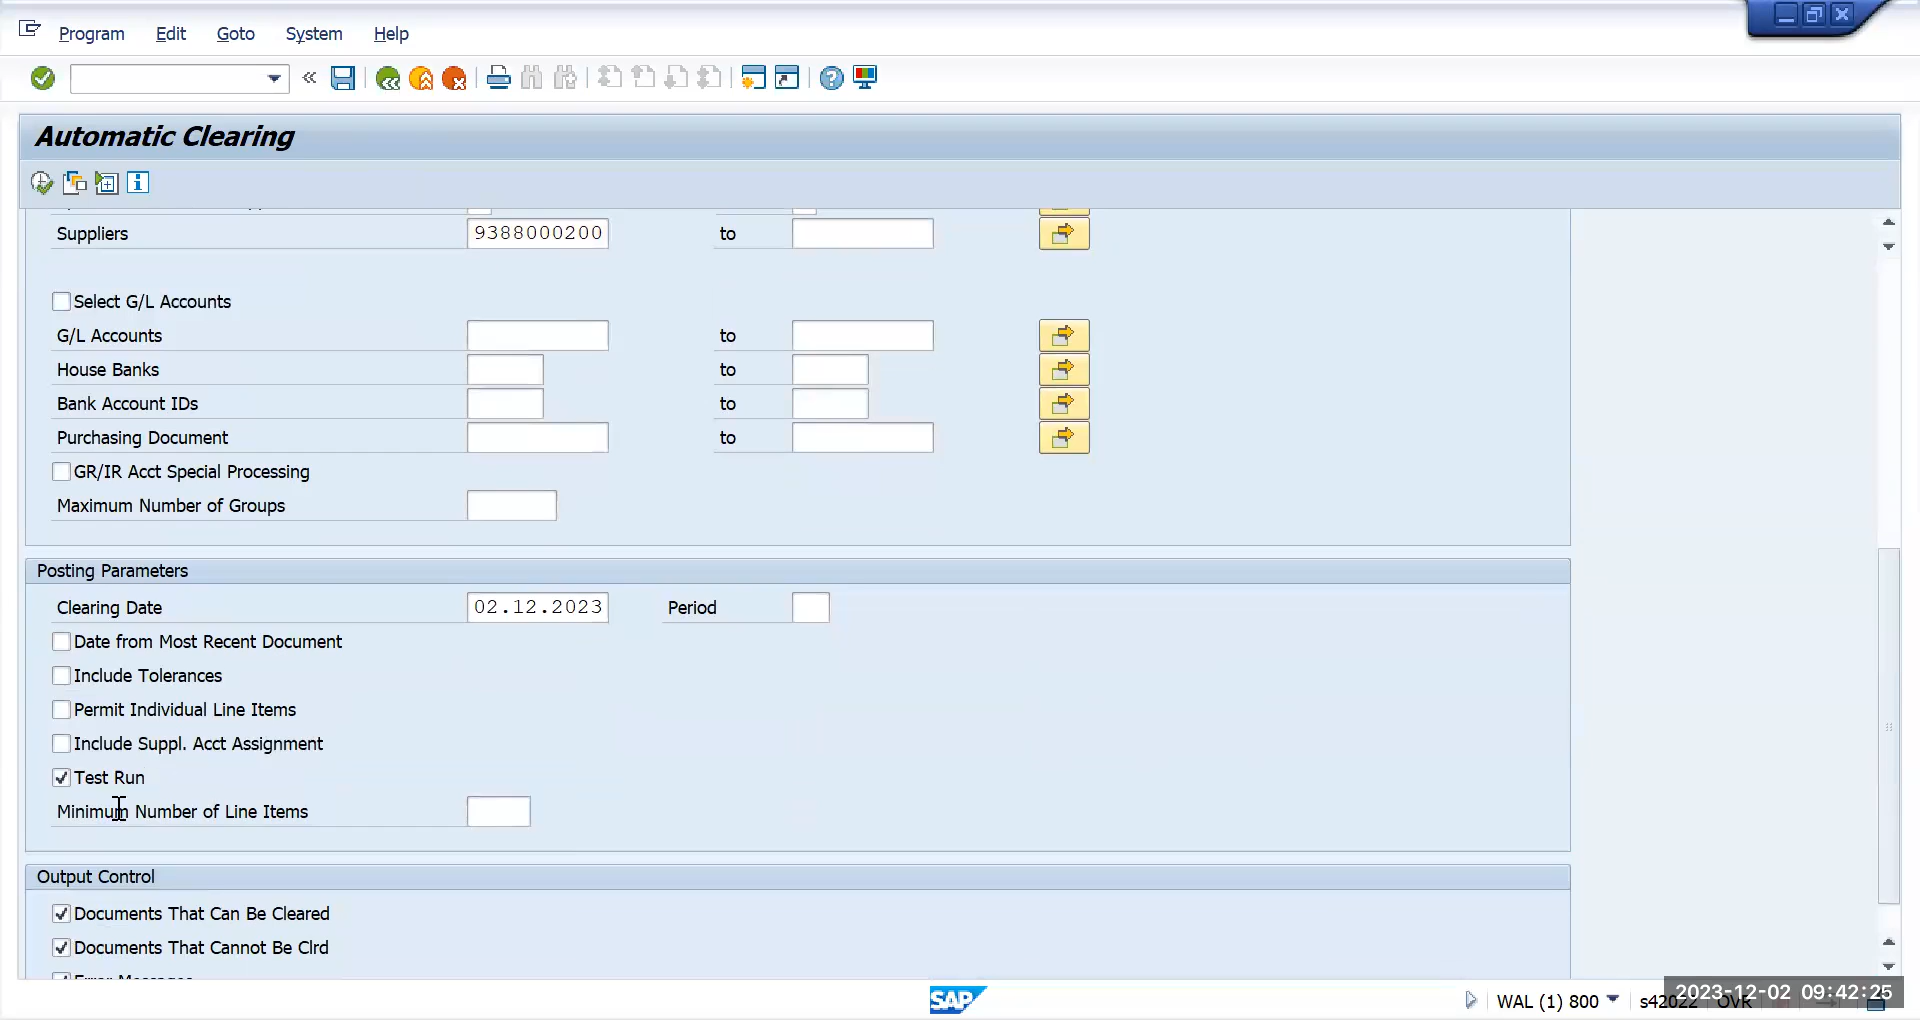 Program Edit Goto System Help
Automatic Clearing
Suppliers 9388000200 to
Select G/L Accounts
G/L Accounts to
House Banks to
Bank Account IDs to
Purchasing Document to
GR/IR Acct Special Processing
Maximum Number of Groups
Posting Parameters
Clearing Date 02.12.2023 Period
Date from Most Recent Document
Include Tolerances
Permit Individual Line Items
Include Suppl. Acct Assignment
Test Run
Minimum Number of Line Items
Output Control
Documents That Can Be Cleared
Documents That Cannot Be Clrd
SAP WAL (1) 800 s42022 OVR
2023-12-02 09:42:25